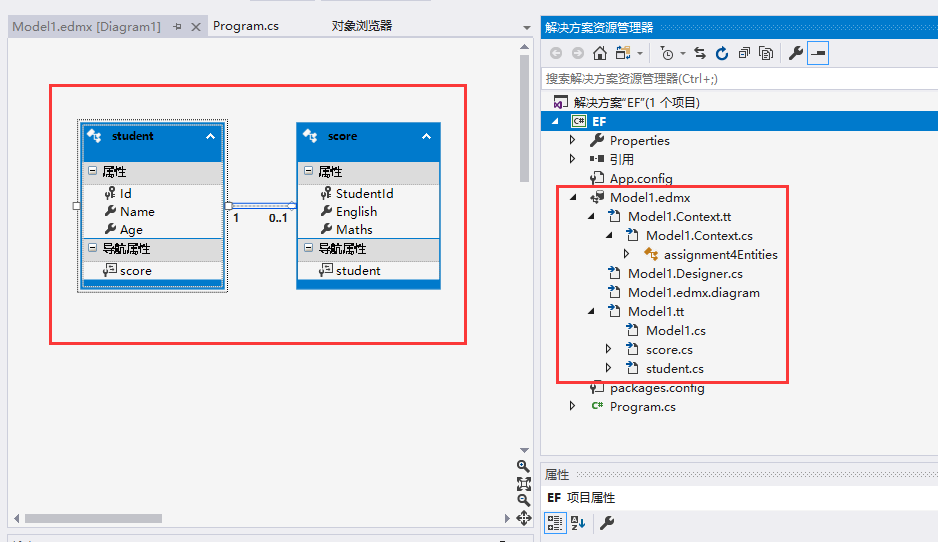 Model1.edmx [Diagram1]
Program.cs
对象浏览器
student
属性
Id
Name
Age
导航属性
score
1
0..1
score
属性
StudentId
English
Maths
导航属性
student
解决方案资源管理器
搜索解决方案资源管理器(Ctrl+;)
解决方案"EF"(1 个项目)
C# EF
Properties
引用
App.config
Model1.edmx
Model1.Context.tt
Model1.Context.cs
assignment4Entities
Model1.Designer.cs
Model1.edmx.diagram
Model1.tt
Model1.cs
score.cs
student.cs
packages.config
C# Program.cs
属性
EF 项目属性